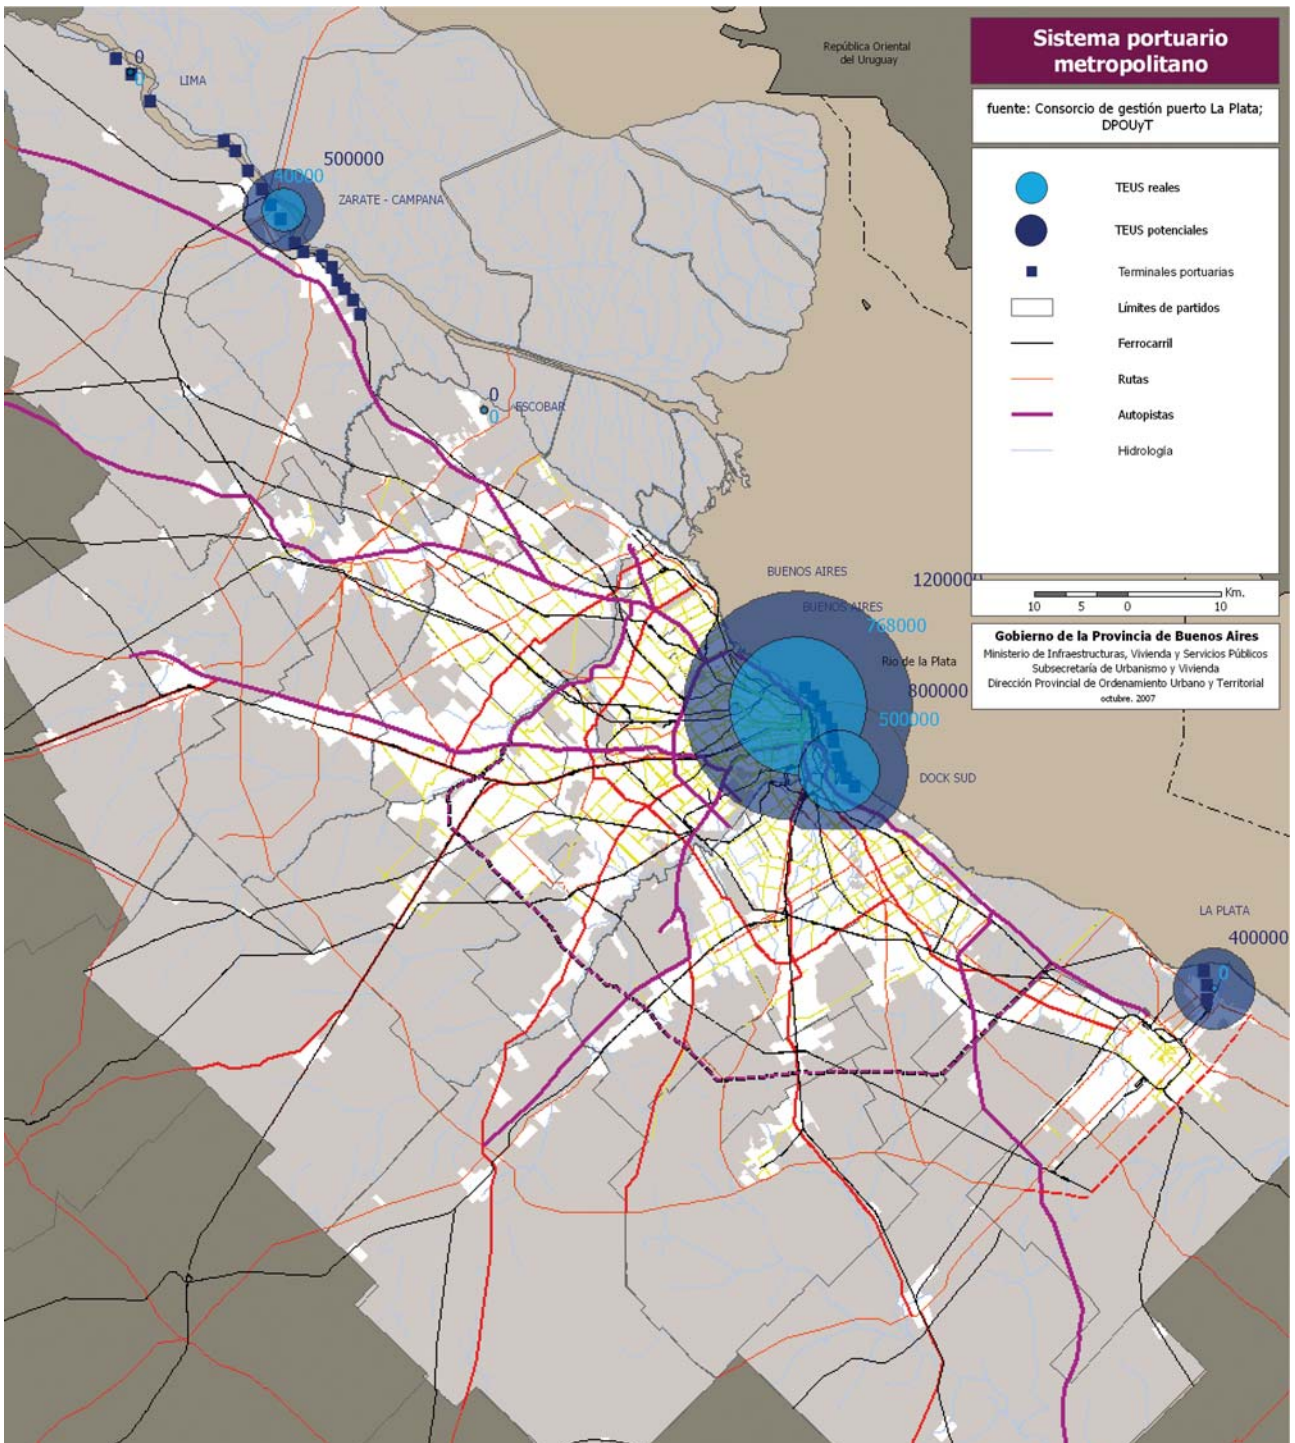 Sistema portuario
metropolitano
fuente: Consorcio de gestión puerto La Plata;
DPOUyT
TEUS reales
TEUS potenciales
Terminales portuarias
Límites de partidos
Ferrocarril
Rutas
Autopistas
Hidrología
10 5 0 10 Km.
Gobierno de la Provincia de Buenos Aires
Ministerio de Infraestructuras, Vivienda y Servicios Públicos
Subsecretaría de Urbanismo y Vivienda
Dirección Provincial de Ordenamiento Urbano y Territorial
octubre. 2007
República Oriental
del Uruguay
0
0
LIMA
500000
40000
ZARATE - CAMPANA
0
0
ESCOBAR
BUENOS AIRES
1200000
BUENOS AIRES
768000
Rio de la Plata
800000
500000
DOCK SUD
LA PLATA
400000
0